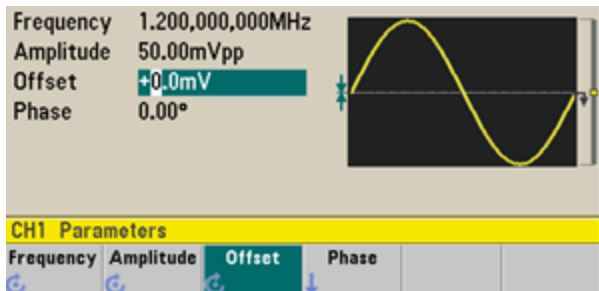 Frequency 1.200,000,000MHz
Amplitude 50.00mVpp
Offset +0.0mV
Phase 0.00°
CH1 Parameters
Frequency Amplitude Offset Phase